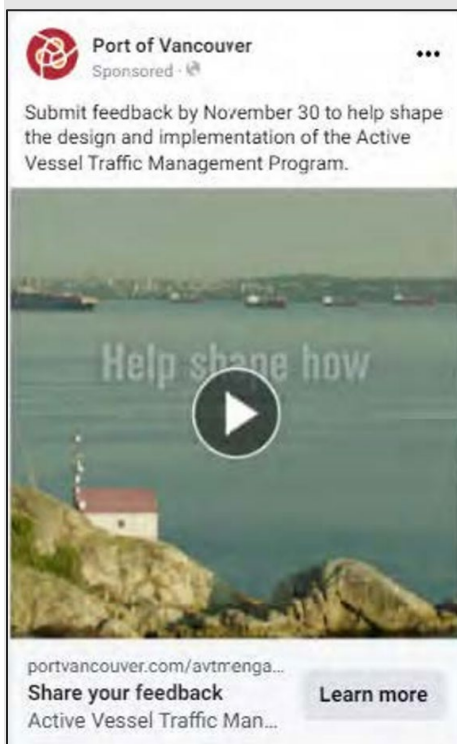 Port of Vancouver
Sponsored ·
Submit feedback by November 30 to help shape
the design and implementation of the Active
Vessel Traffic Management Program.
Help shape how
portvancouver.com/avtmenga...
Share your feedback
Learn more
Active Vessel Traffic Man...